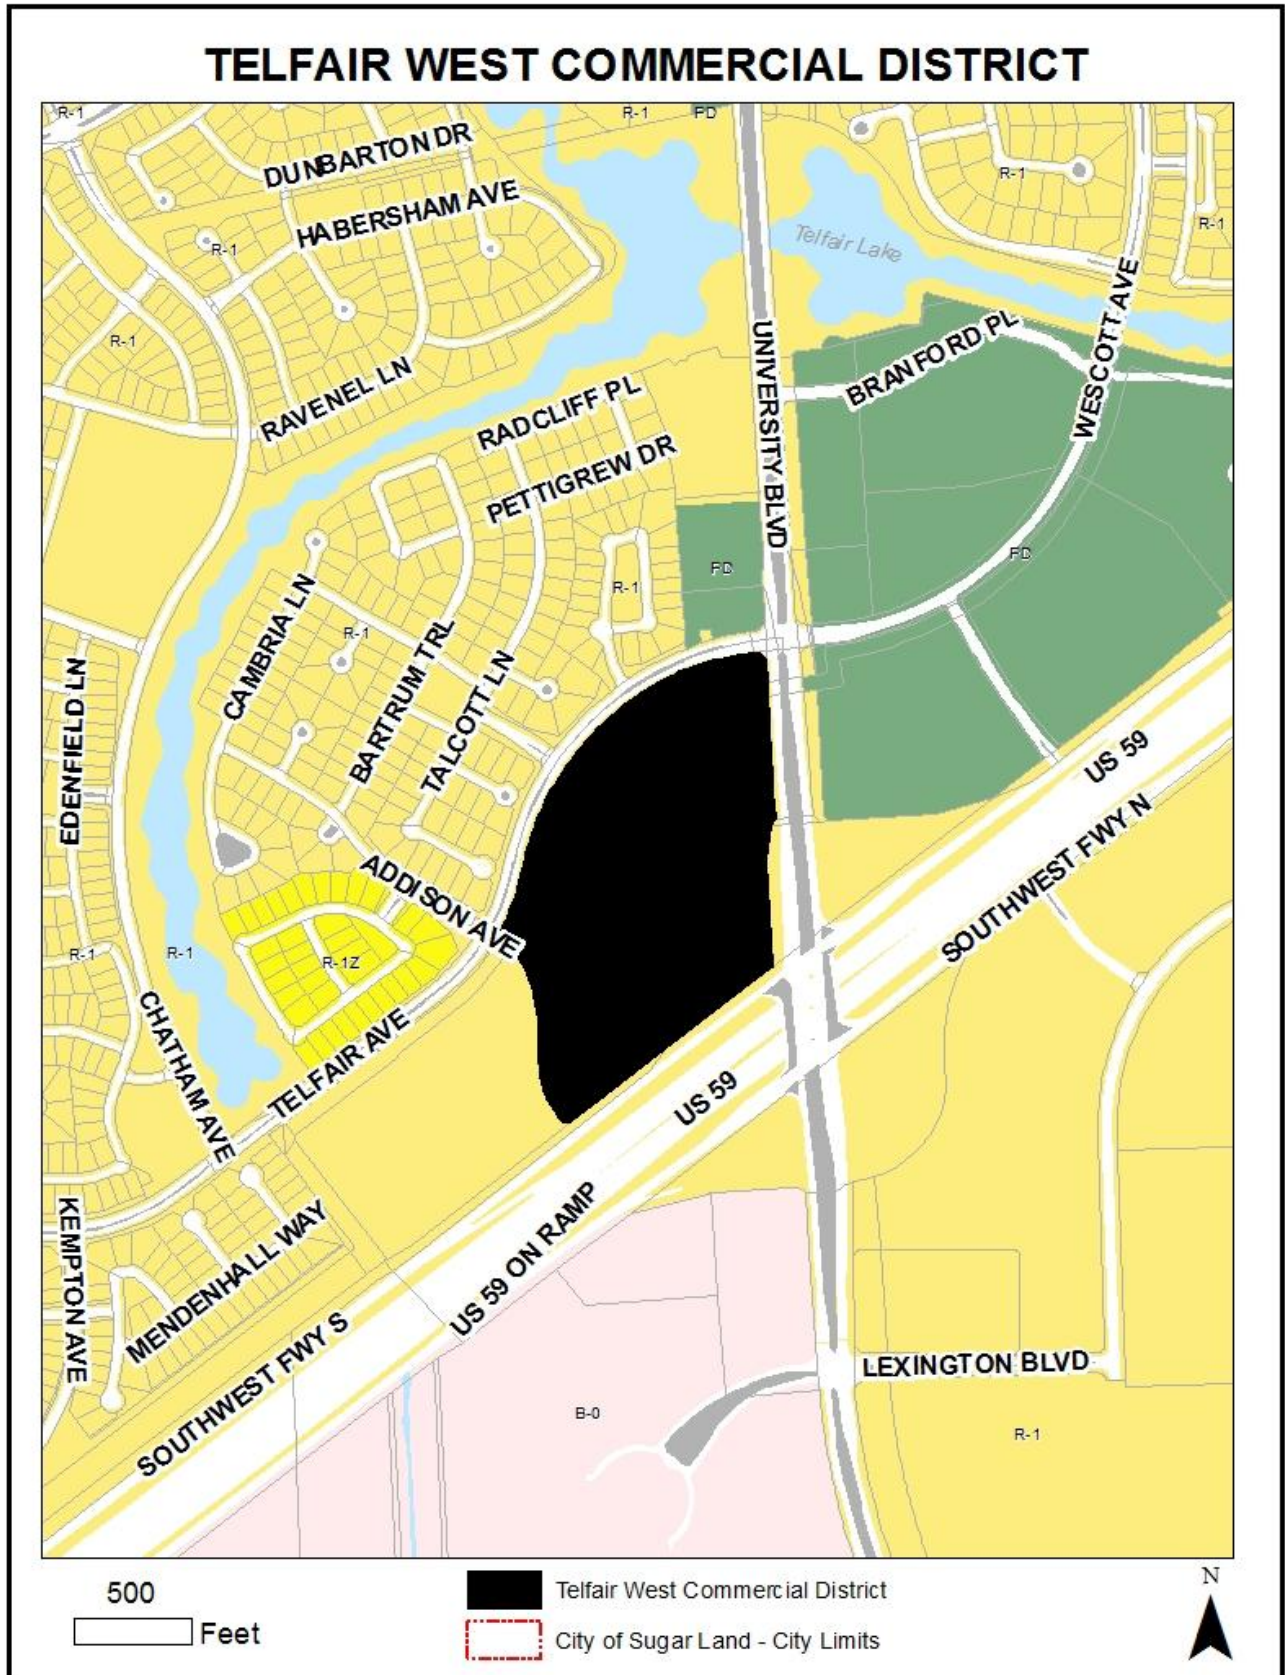 TELFAIR WEST COMMERCIAL DISTRICT
R-1
R-1
PD
DUNBARTON DR
R-1
HABERSHAM AVE
R-1
R-1
Telfair Lake
WESCOTT AVE
UNIVERSITY BLVD
BRANFORD PL
R-1
RAVENEL LN
RADCLIFF PL
PETTIGREW DR
PD
PD
R-1
CAMBRIA LN
R-1
BARTRUM TRL
TALCOTT LN
EDENFIELD LN
US 59
SOUTHWEST FWY N
ADDISON AVE
R-1
R-1
R-1Z
CHATHAM AVE
TELFAIR AVE
US 59
KEMPTON AVE
MENDENHALL WAY
US 59 ON RAMP
SOUTHWEST FWY S
LEXINGTON BLVD
B-O
R-1
500
Feet
Telfair West Commercial District
City of Sugar Land - City Limits
N